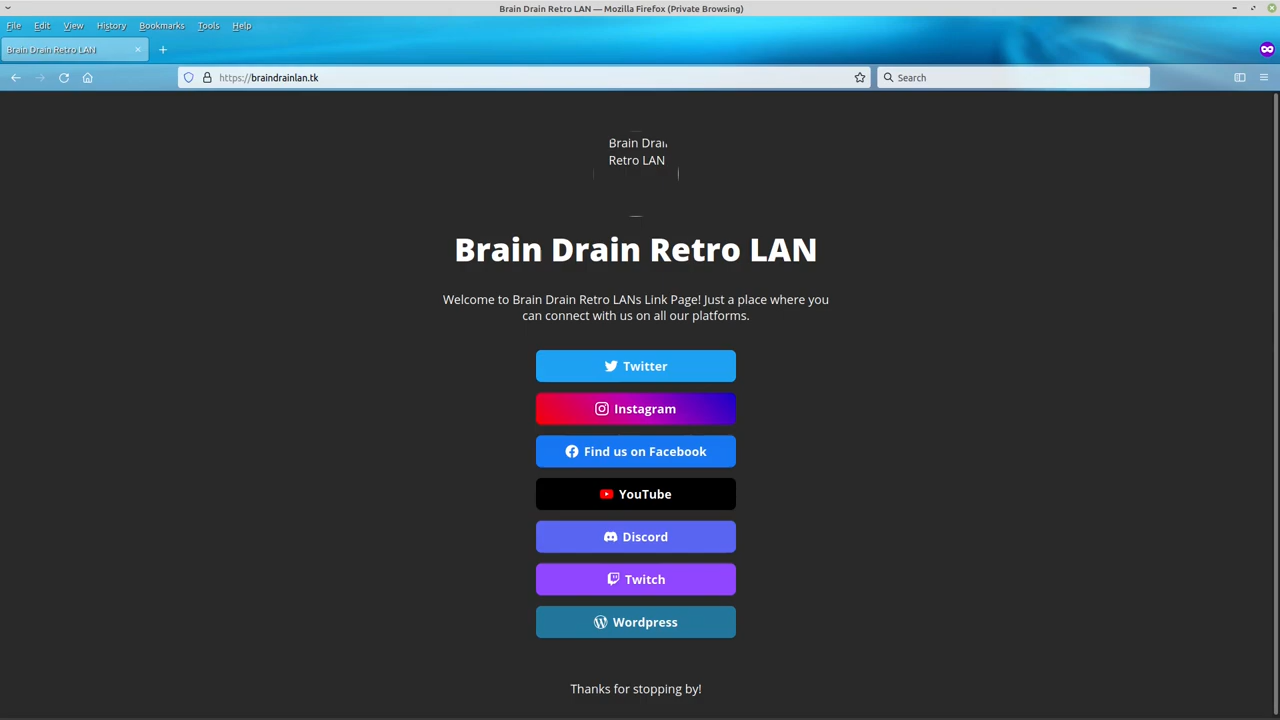 Brain Drain Retro LAN — Mozilla Firefox (Private Browsing)
File Edit View History Bookmarks Tools Help
Brain Drain Retro LAN
https://braindrainlan.tk
Search
Brain Drain
Retro LAN
Brain Drain Retro LAN
Welcome to Brain Drain Retro LANs Link Page! Just a place where you
can connect with us on all our platforms.
Twitter
Instagram
Find us on Facebook
YouTube
Discord
Twitch
Wordpress
Thanks for stopping by!